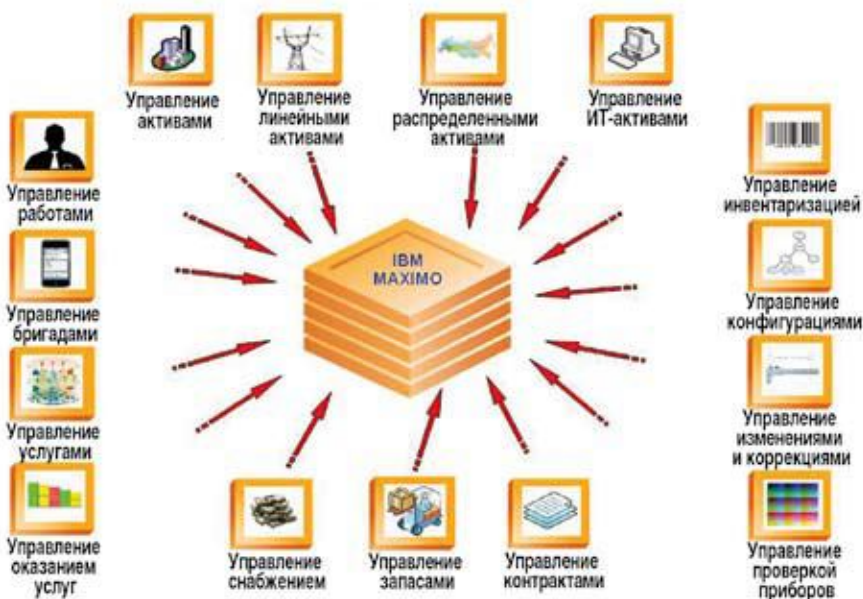 Управление
активами
Управление
линейными
активами
Управление
распределенными
активами
Управление
ИТ-активами
Управление
работами
Управление
бригадами
Управление
услугами
Управление
оказанием
услуг
IBM
MAXIMO
Управление
инвентаризацией
Управление
конфигурациями
Управление
изменениями
и коррекциями
Управление
проверкой
приборов
Управление
снабжением
Управление
запасами
Управление
контрактами